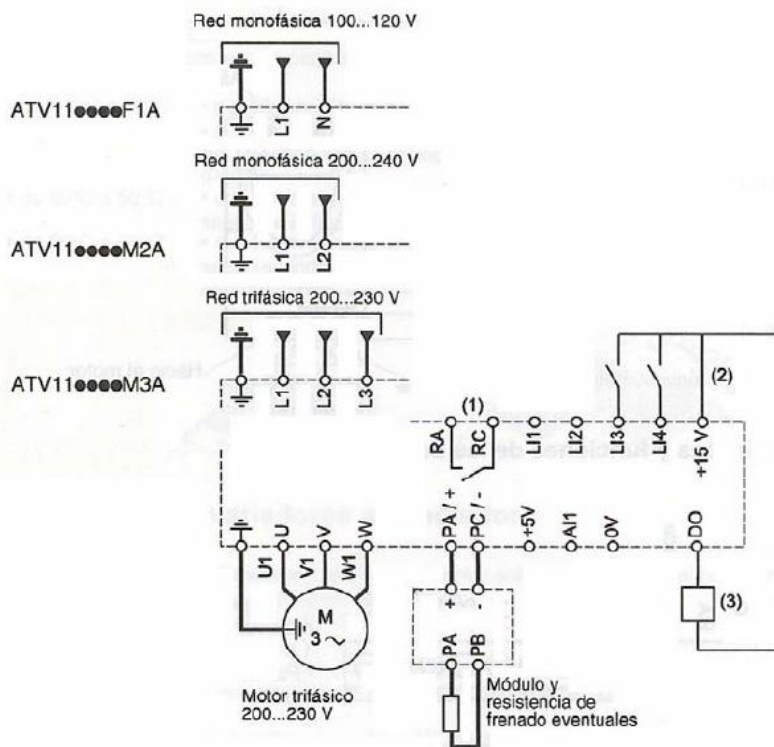 Red monofásica 100...120 V
ATV11●●●●F1A
L1
N
Red monofásica 200...240 V
ATV11●●●●M2A
L1
L2
Red trifásica 200...230 V
ATV11●●●●M3A
L1
L2
L3
(1)
(2)
RA
RC
LI1
LI2
LI3
LI4
+15 V
U
V
W
PA / +
PC / -
+5V
AI1
0V
DO
U1
V1
W1
M
3
+
-
PA
PB
(3)
Motor trifásico
200...230 V
Módulo y
resistencia de
frenado eventuales